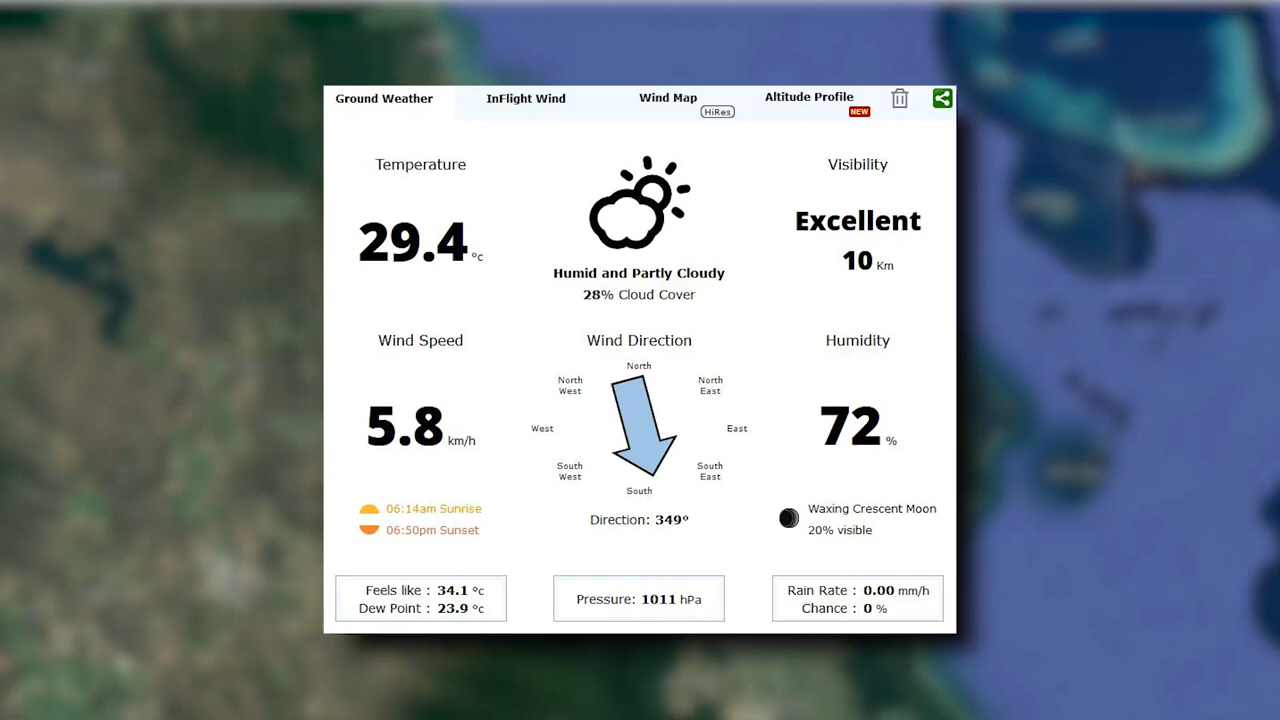 Ground Weather
InFlight Wind
Wind Map
HiRes
Altitude Profile
NEW
Temperature
29.4 °c
Humid and Partly Cloudy
28% Cloud Cover
Visibility
Excellent
10 Km
Wind Speed
5.8 km/h
06:14am Sunrise
06:50pm Sunset
Wind Direction
North
North West
North East
West
East
South West
South East
South
Direction: 349°
Humidity
72 %
Waxing Crescent Moon
20% visible
Feels like : 34.1 °c
Dew Point : 23.9 °c
Pressure: 1011 hPa
Rain Rate : 0.00 mm/h
Chance : 0 %